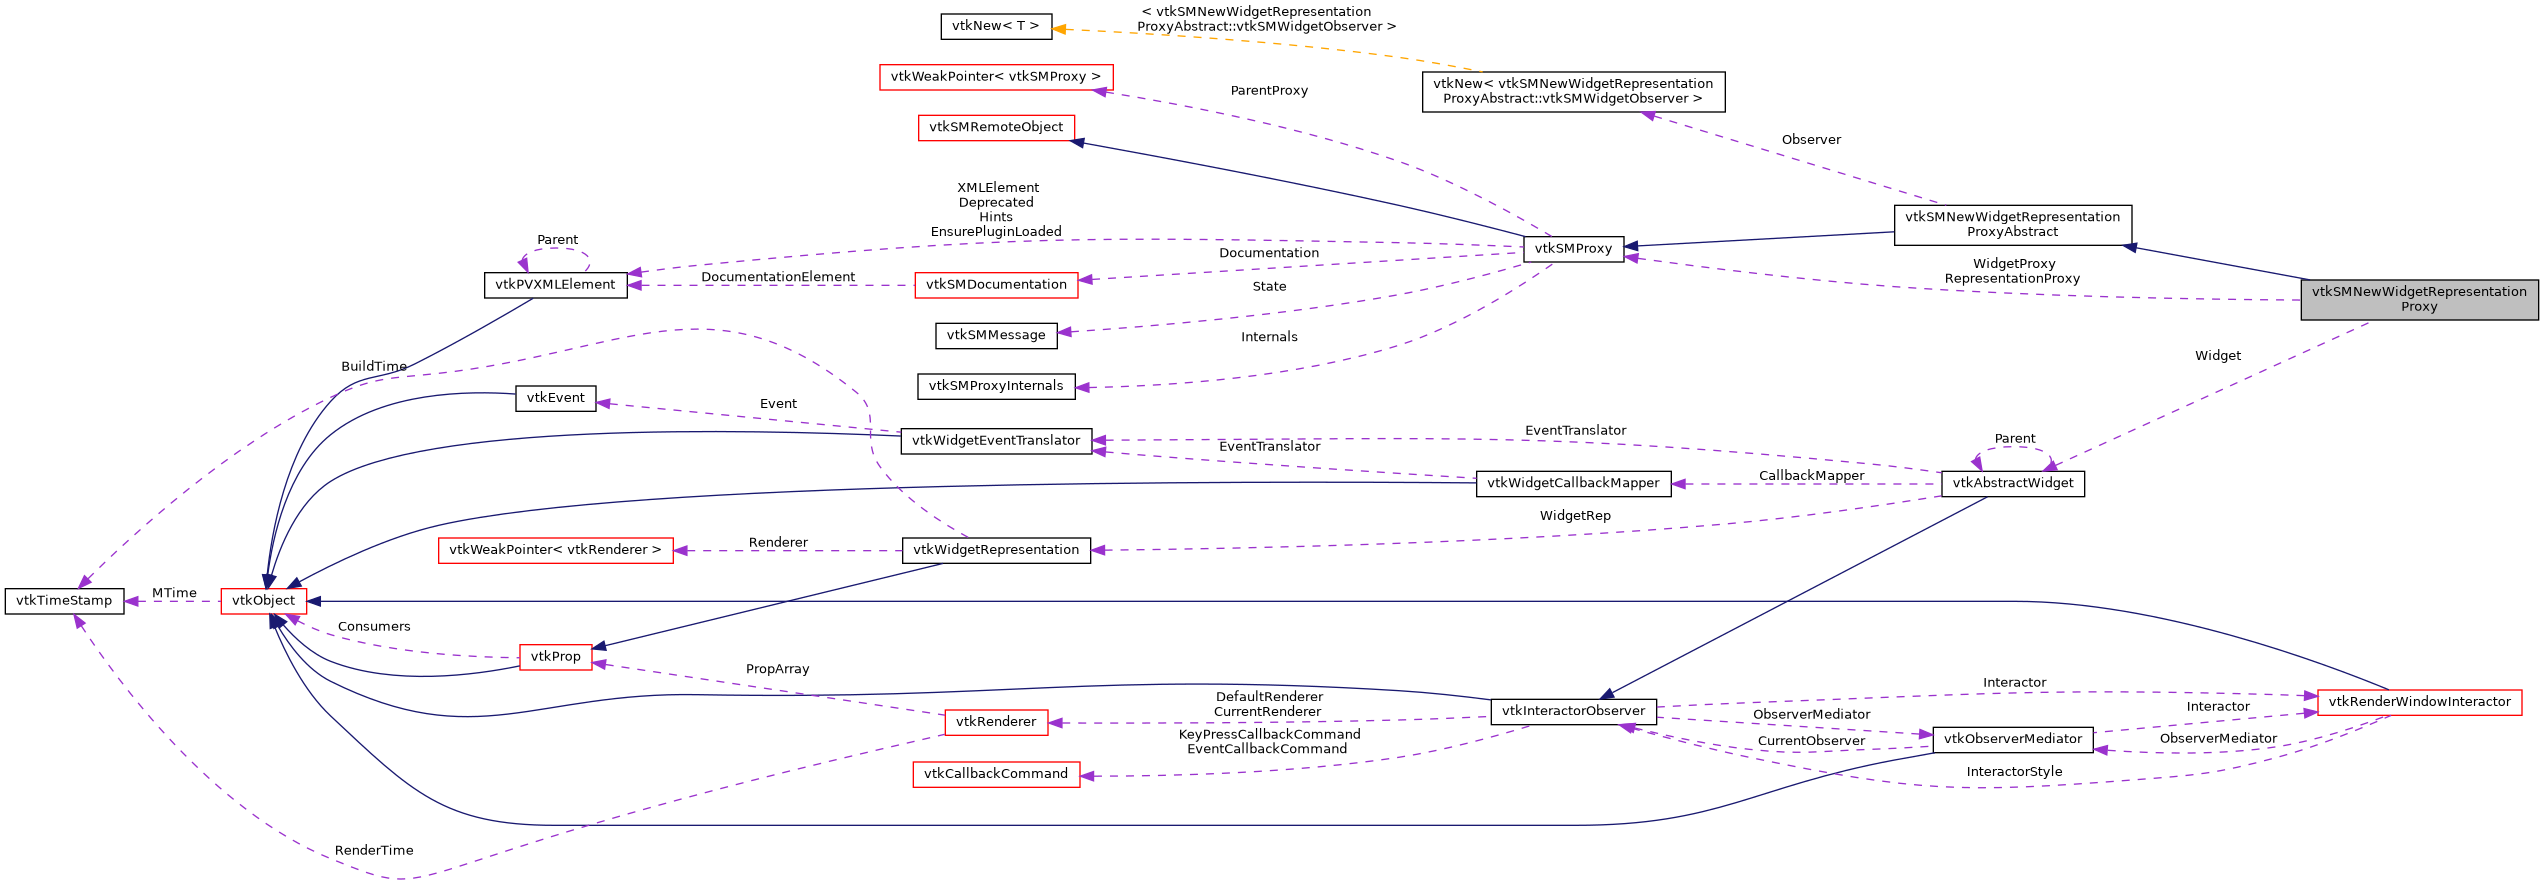 < vtkSMNewWidgetRepresentation
ProxyAbstract::vtkSMWidgetObserver >
vtkNew< T >
vtkWeakPointer< vtkSMProxy >
vtkNew< vtkSMNewWidgetRepresentation
ProxyAbstract::vtkSMWidgetObserver >
ParentProxy
vtkSMRemoteObject
Observer
XMLElement
Deprecated
Hints
EnsurePluginLoaded
vtkSMNewWidgetRepresentation
ProxyAbstract
Parent
vtkSMProxy
Documentation
WidgetProxy
RepresentationProxy
DocumentationElement
vtkPVXMLElement
vtkSMDocumentation
State
vtkSMNewWidgetRepresentation
Proxy
vtkSMMessage
Internals
Widget
BuildTime
vtkSMProxyInternals
vtkEvent
Event
EventTranslator
vtkWidgetEventTranslator
EventTranslator
Parent
CallbackMapper
vtkWidgetCallbackMapper
vtkAbstractWidget
WidgetRep
Renderer
vtkWeakPointer< vtkRenderer >
vtkWidgetRepresentation
MTime
vtkTimeStamp
vtkObject
Consumers
vtkProp
PropArray
Interactor
DefaultRenderer
CurrentRenderer
vtkInteractorObserver
vtkRenderWindowInteractor
Interactor
ObserverMediator
vtkRenderer
KeyPressCallbackCommand
EventCallbackCommand
CurrentObserver
vtkObserverMediator
ObserverMediator
vtkCallbackCommand
InteractorStyle
RenderTime